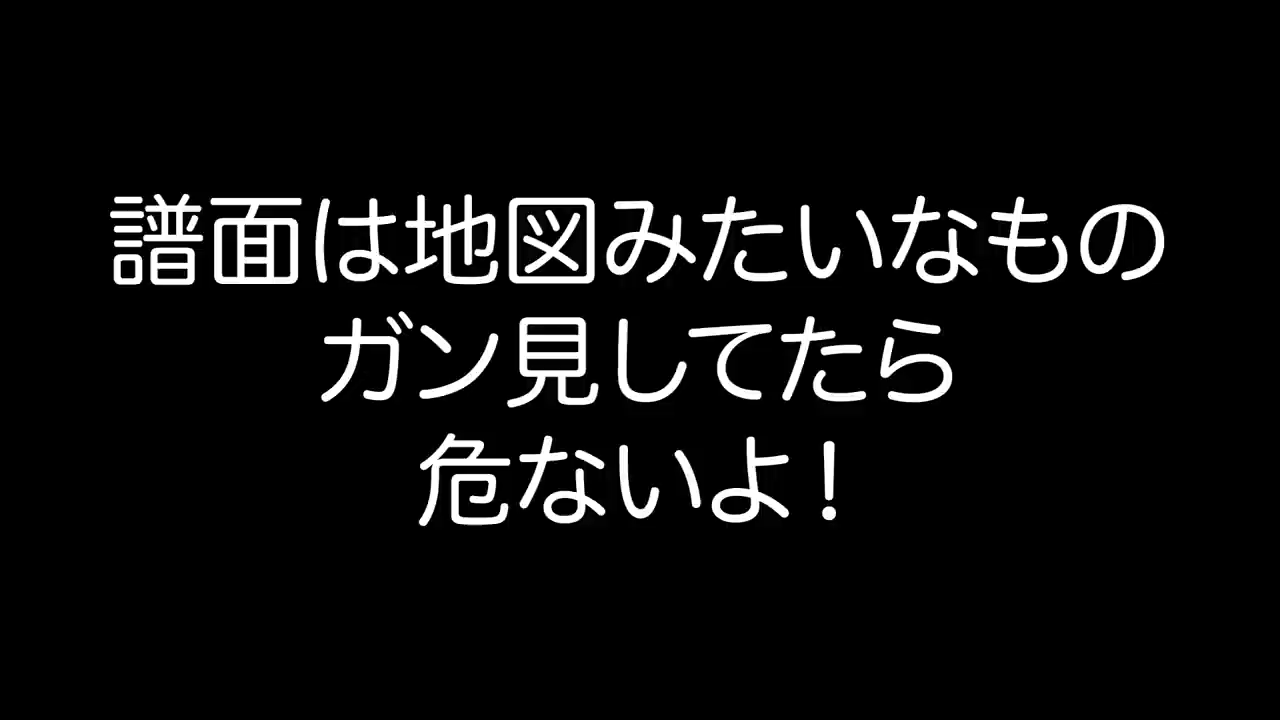 譜面は地図みたいなもの
ガン見してたら
危ないよ！